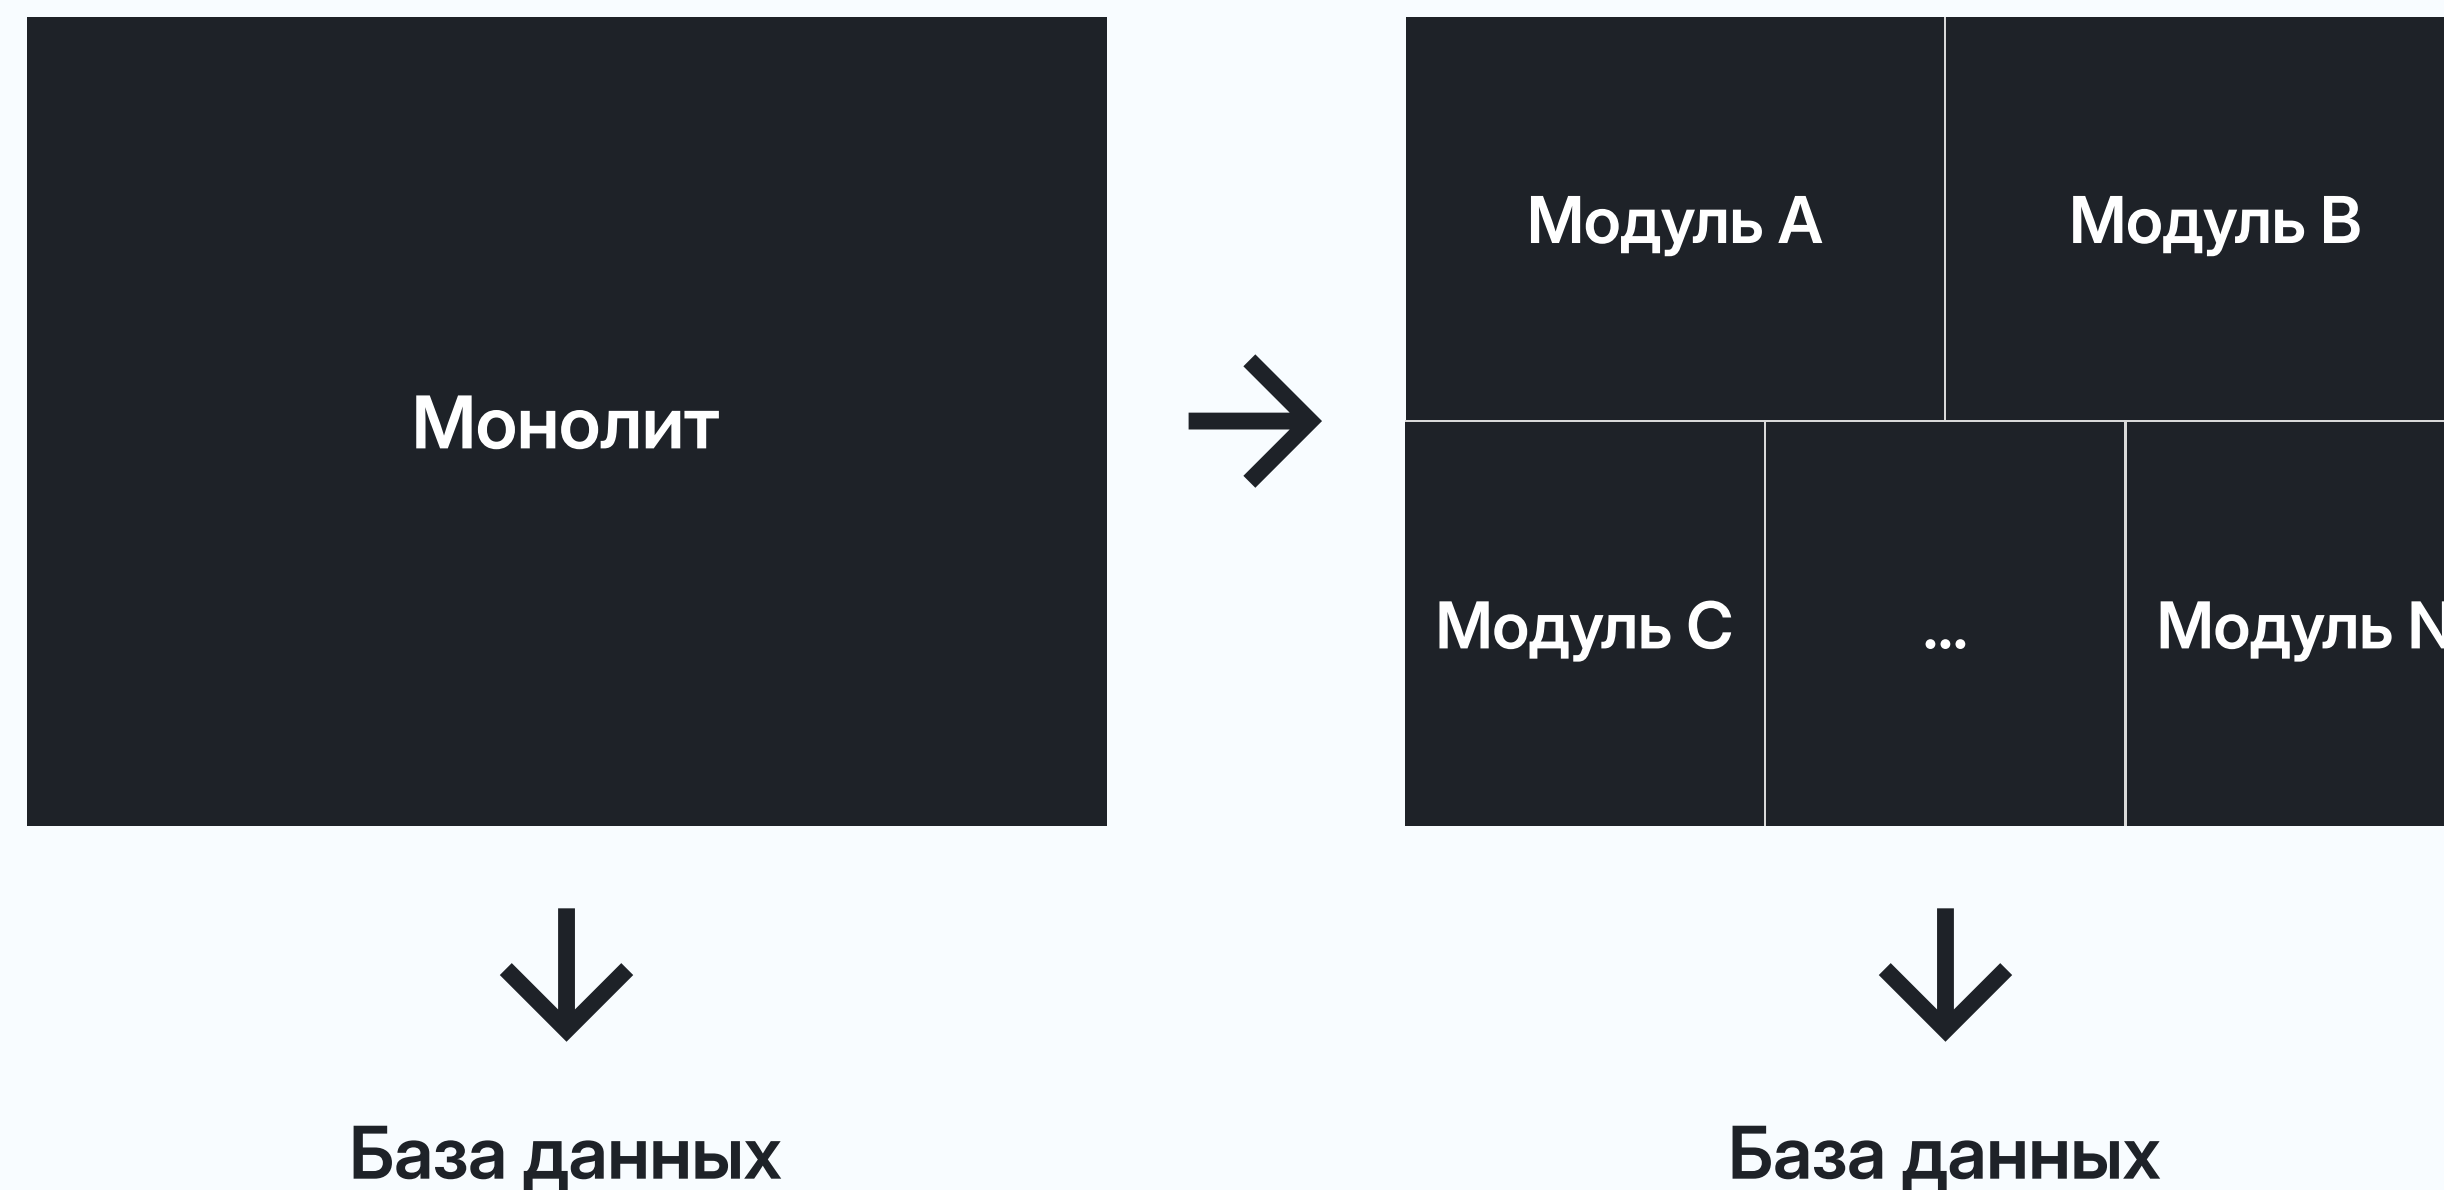 Монолит
Модуль A
Модуль B
Модуль C
...
Модуль N
База данных
База данных